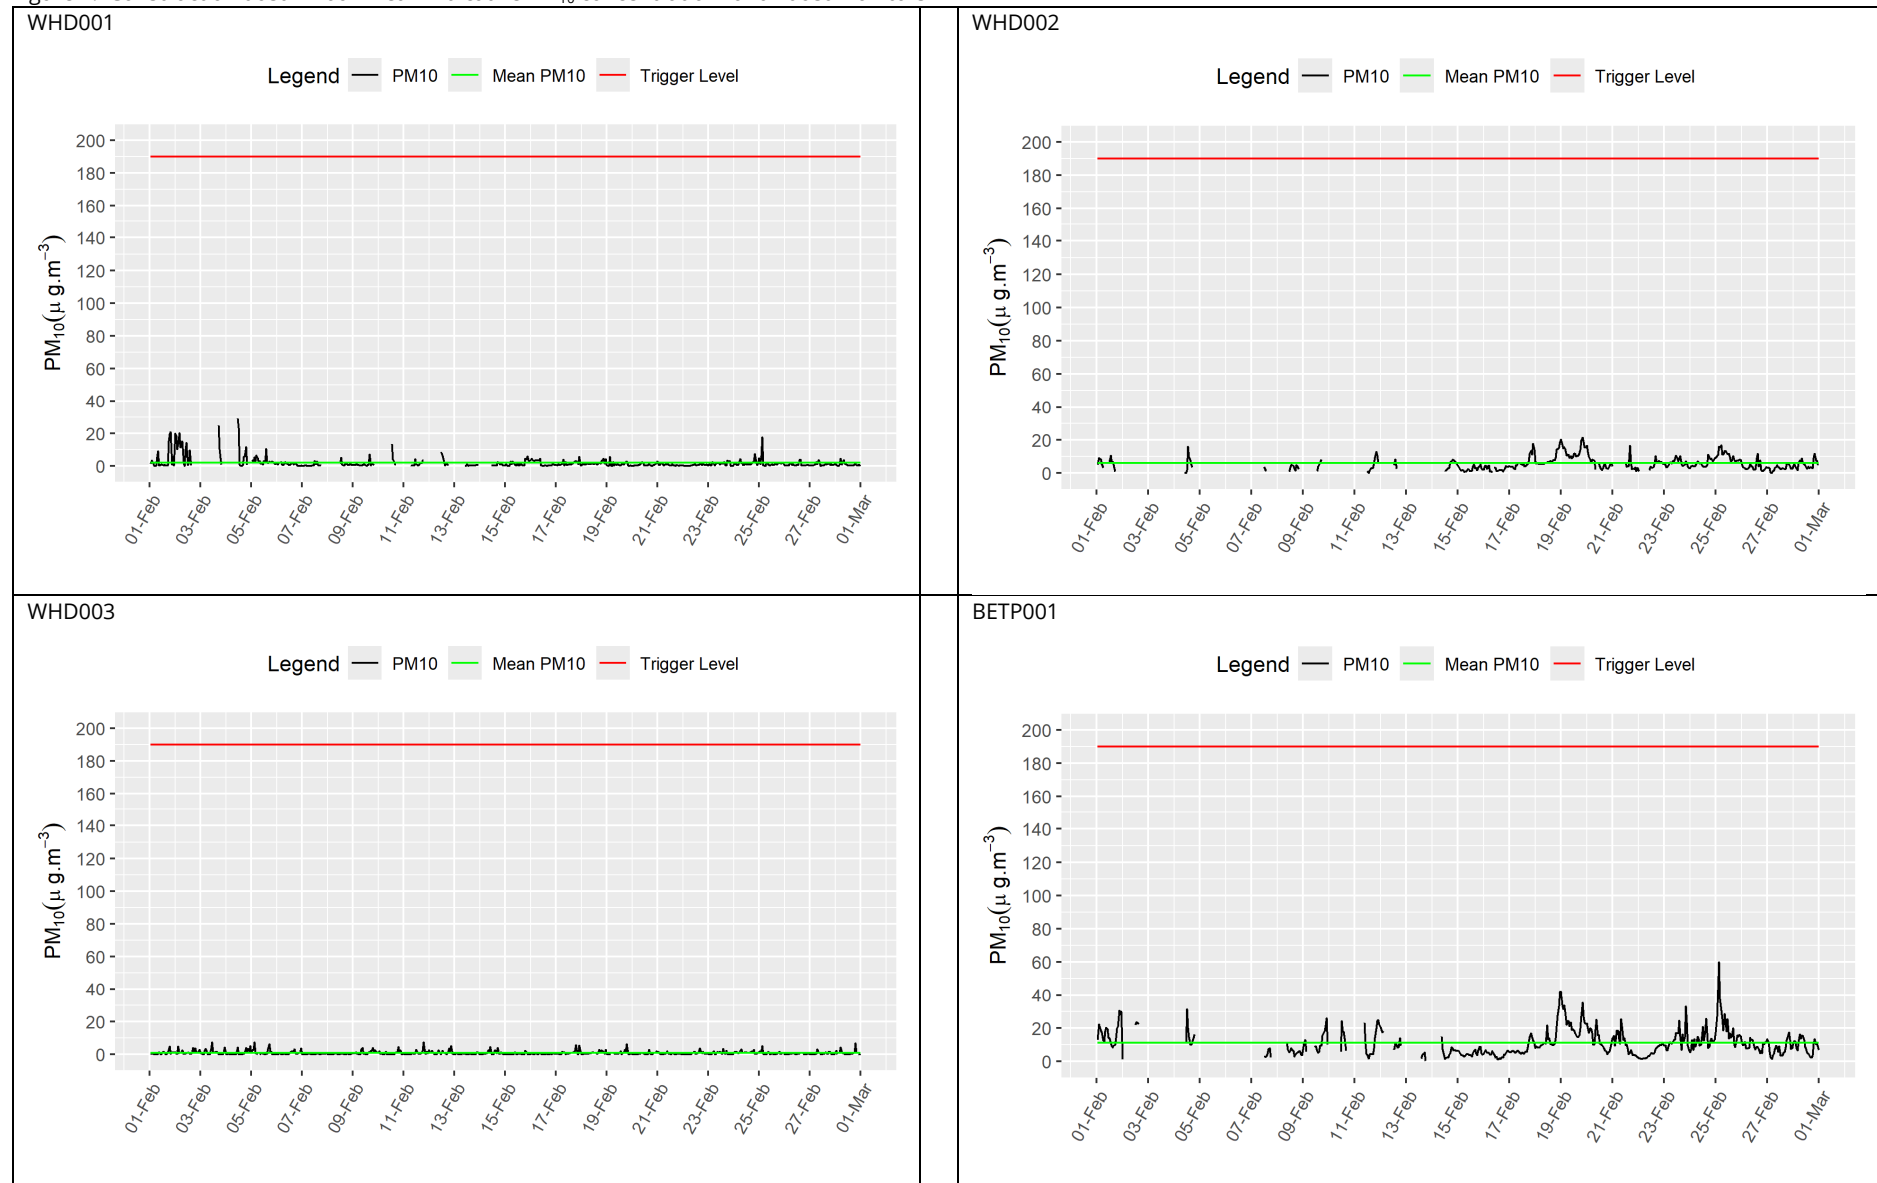 WHD001
Legend PM10 Mean PM10 Trigger Level
200
180
160
140
120
100
80
60
40
20
0
PM10(μ g.m−3)
01-Feb 03-Feb 05-Feb 07-Feb 09-Feb 11-Feb 13-Feb 15-Feb 17-Feb 19-Feb 21-Feb 23-Feb 25-Feb 27-Feb 01-Mar
WHD002
Legend PM10 Mean PM10 Trigger Level
200
180
160
140
120
100
80
60
40
20
0
PM10(μ g.m−3)
01-Feb 03-Feb 05-Feb 07-Feb 09-Feb 11-Feb 13-Feb 15-Feb 17-Feb 19-Feb 21-Feb 23-Feb 25-Feb 27-Feb 01-Mar
WHD003
Legend PM10 Mean PM10 Trigger Level
200
180
160
140
120
100
80
60
40
20
0
PM10(μ g.m−3)
01-Feb 03-Feb 05-Feb 07-Feb 09-Feb 11-Feb 13-Feb 15-Feb 17-Feb 19-Feb 21-Feb 23-Feb 25-Feb 27-Feb 01-Mar
BETP001
Legend PM10 Mean PM10 Trigger Level
200
180
160
140
120
100
80
60
40
20
0
PM10(μ g.m−3)
01-Feb 03-Feb 05-Feb 07-Feb 09-Feb 11-Feb 13-Feb 15-Feb 17-Feb 19-Feb 21-Feb 23-Feb 25-Feb 27-Feb 01-Mar